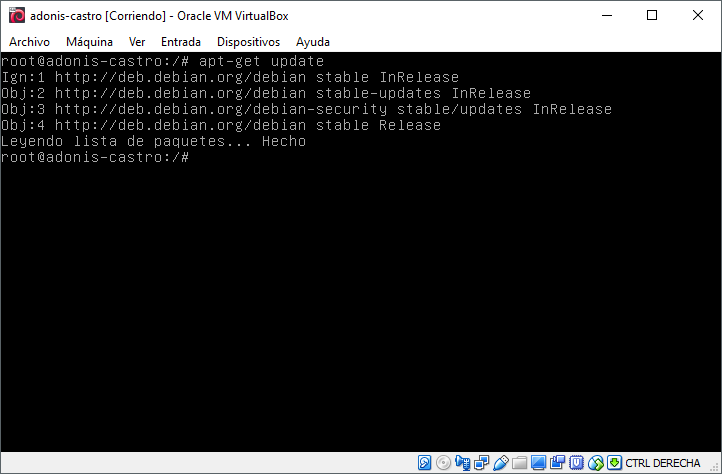 adonis-castro [Corriendo] - Oracle VM VirtualBox
Archivo Máquina Ver Entrada Dispositivos Ayuda
root@adonis-castro:/# apt-get update
Ign:1 http://deb.debian.org/debian stable InRelease
Obj:2 http://deb.debian.org/debian stable-updates InRelease
Obj:3 http://deb.debian.org/debian-security stable/updates InRelease
Obj:4 http://deb.debian.org/debian stable Release
Leyendo lista de paquetes... Hecho
root@adonis-castro:/#
CTRL DERECHA